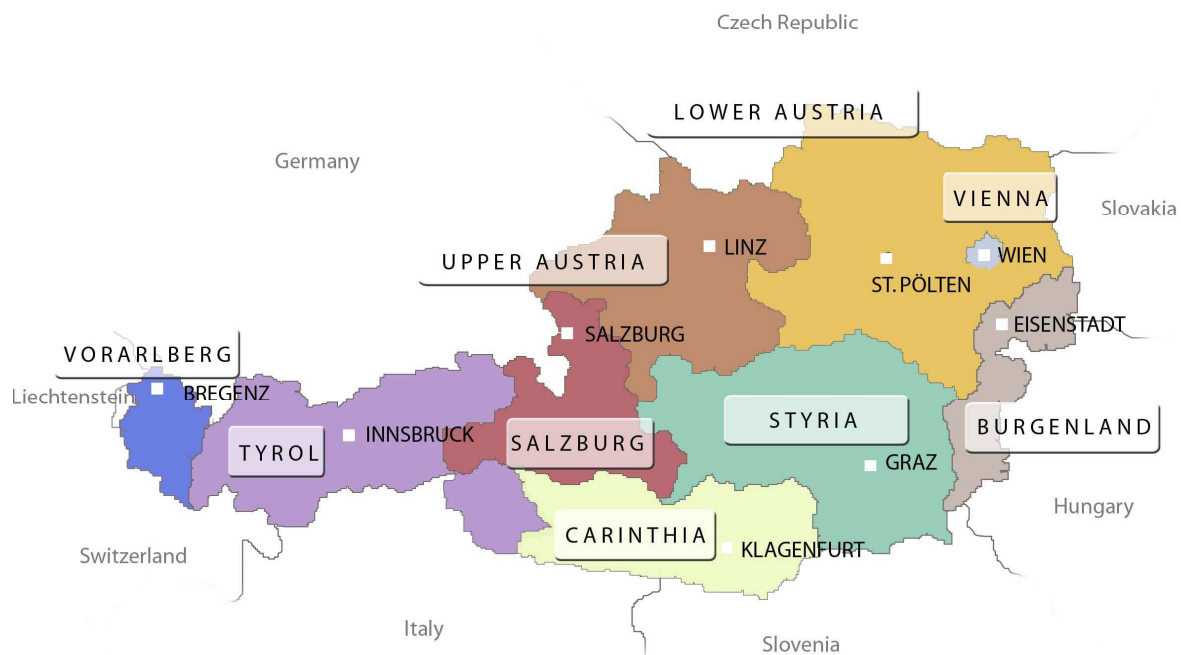 Czech Republic
LOWER AUSTRIA
Germany
VIENNA
Slovakia
LINZ
WIEN
UPPER AUSTRIA
ST. PÖLTEN
EISENSTADT
SALZBURG
VORARLBERG
BREGENZ
Liechtenstein
STYRIA
BURGENLAND
INNSBRUCK
SALZBURG
TYROL
GRAZ
Hungary
CARINTHIA
KLAGENFURT
Switzerland
Italy
Slovenia